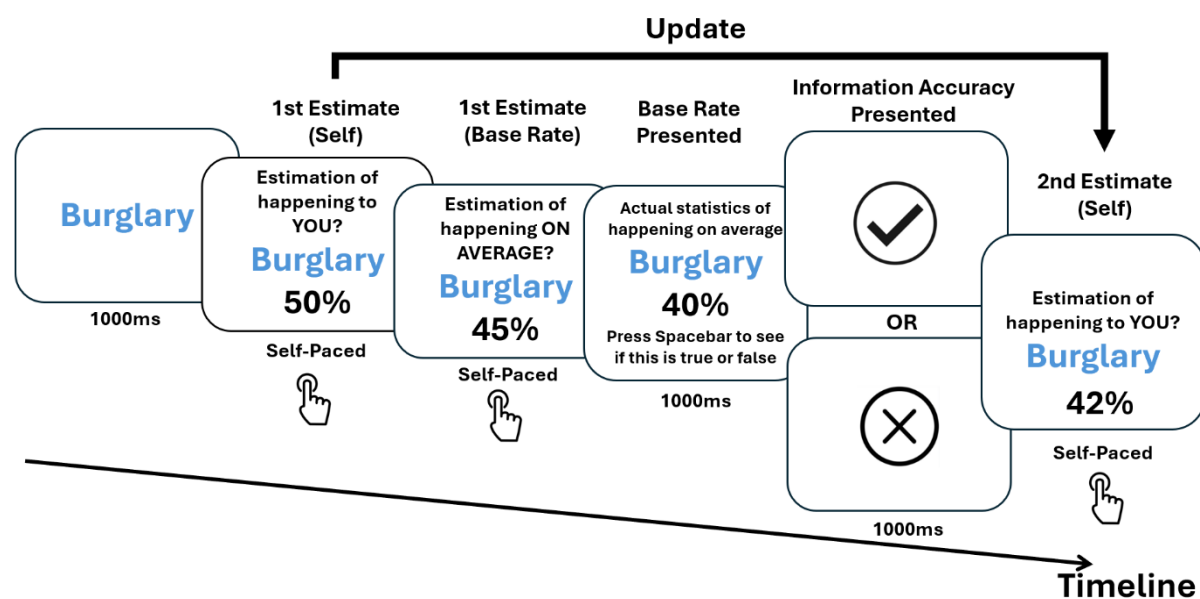 Update
Burglary
1000ms
1st Estimate
(Self)
Estimation of
happening to
YOU?
Burglary
50%
Self-Paced
1st Estimate
(Base Rate)
Estimation of
happening ON
AVERAGE?
Burglary
45%
Self-Paced
Base Rate
Presented
Actual statistics of
happening on average
Burglary
40%
Press Spacebar to see
if this is true or false
1000ms
Information Accuracy
Presented
OR
1000ms
2nd Estimate
(Self)
Estimation of
happening to YOU?
Burglary
42%
Self-Paced
Timeline